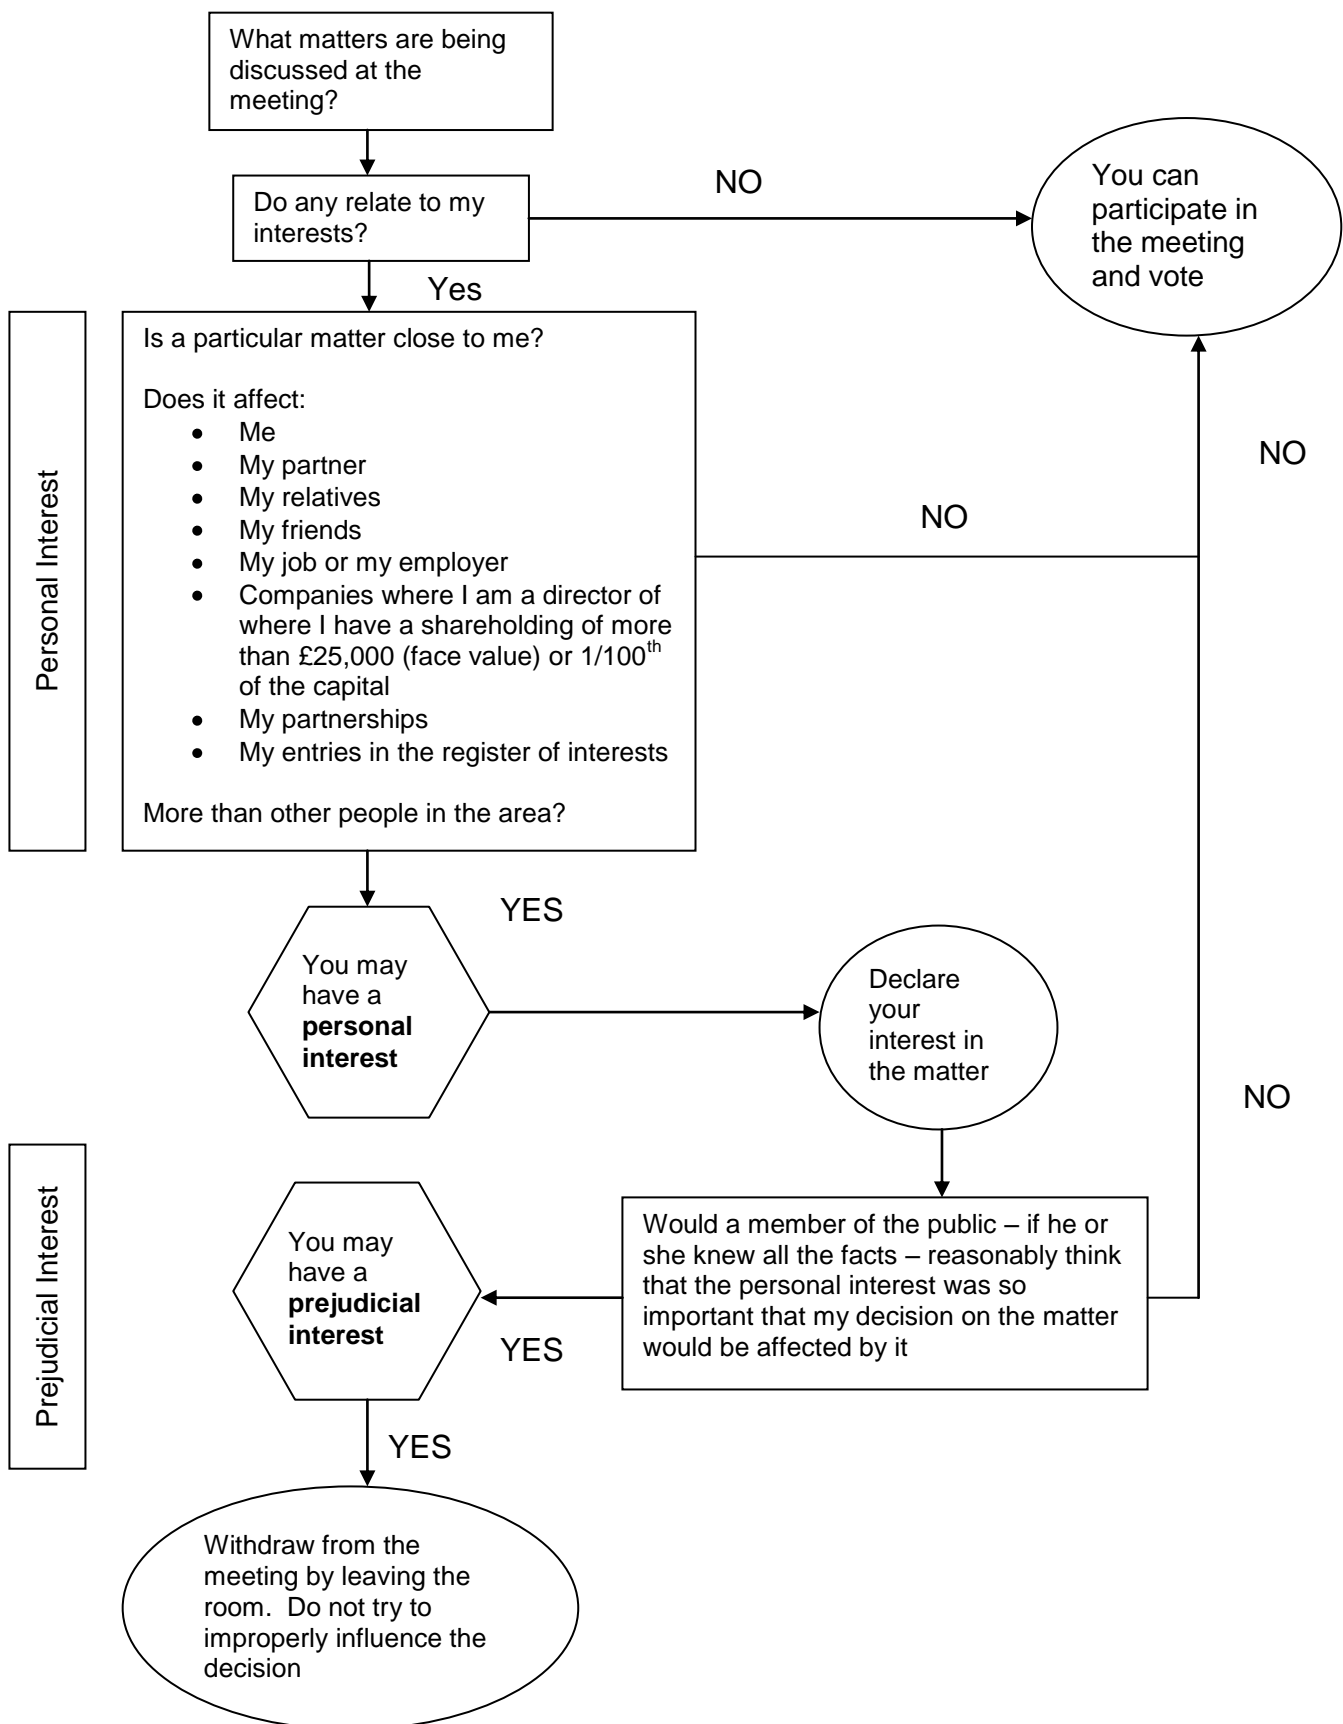 What matters are being
discussed at the
meeting?
NO
You can
participate in
the meeting
and vote
Do any relate to my
interests?
Yes
Personal Interest
Is a particular matter close to me?
Does it affect:
• Me
• My partner
• My relatives
• My friends
• My job or my employer
• Companies where I am a director of
where I have a shareholding of more
than £25,000 (face value) or 1/100th
of the capital
• My partnerships
• My entries in the register of interests
More than other people in the area?
NO
NO
YES
You may
have a
personal
interest
Declare
your
interest in
the matter
NO
Prejudicial Interest
Would a member of the public – if he or
she knew all the facts – reasonably think
that the personal interest was so
important that my decision on the matter
would be affected by it
YES
You may
have a
prejudicial
interest
YES
Withdraw from the
meeting by leaving the
room.  Do not try to
improperly influence the
decision